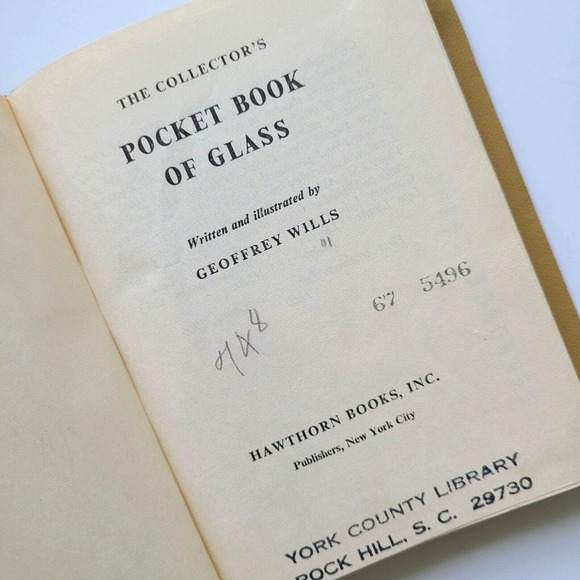 THE COLLECTOR'S
POCKET BOOK
OF GLASS
Written and illustrated by
GEOFFREY WILLS
67 5496
HAWTHORN BOOKS, INC.
Publishers, New York City
YORK COUNTY LIBRARY
ROCK HILL, S. C. 29730